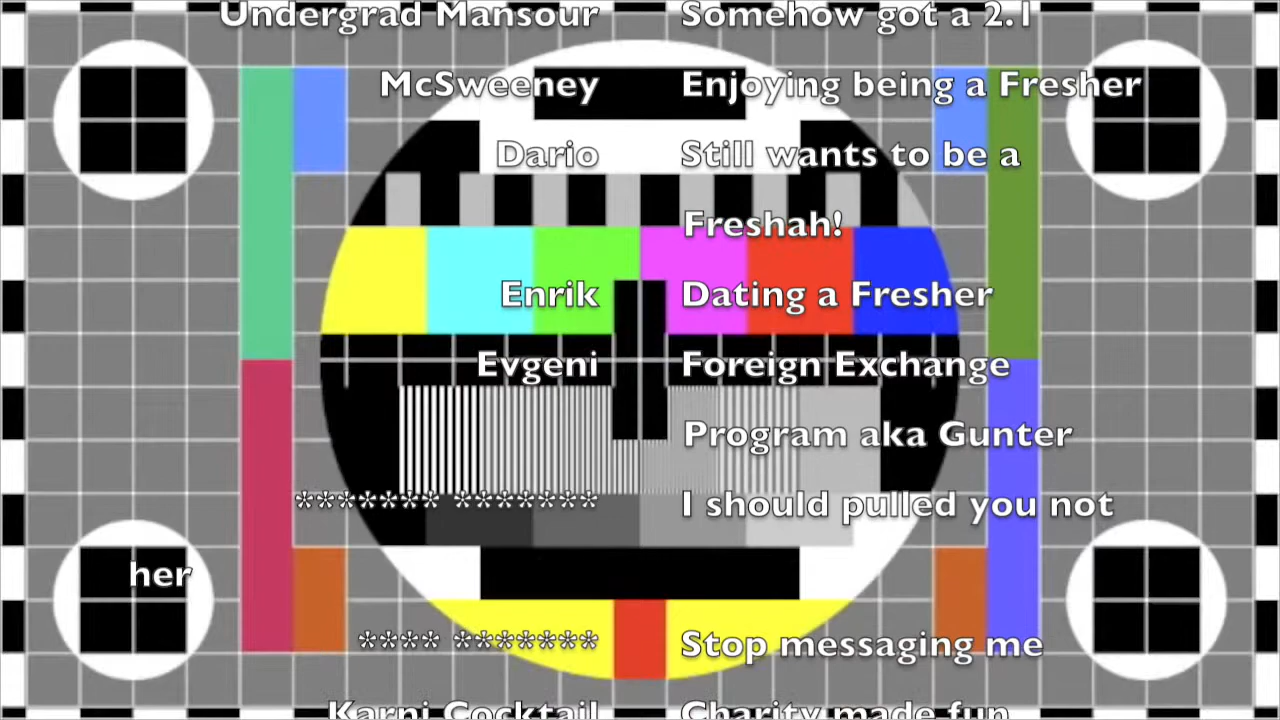 Undergrad Mansour Somehow got a 2.1
McSweeney Enjoying being a Fresher
Dario Still wants to be a
Freshah!
Enrik Dating a Fresher
Evgeni Foreign Exchange
Program aka Gunter
******* ******* I should pulled you not
her
**** ******* Stop messaging me
Karni Cocktail Charity made fun